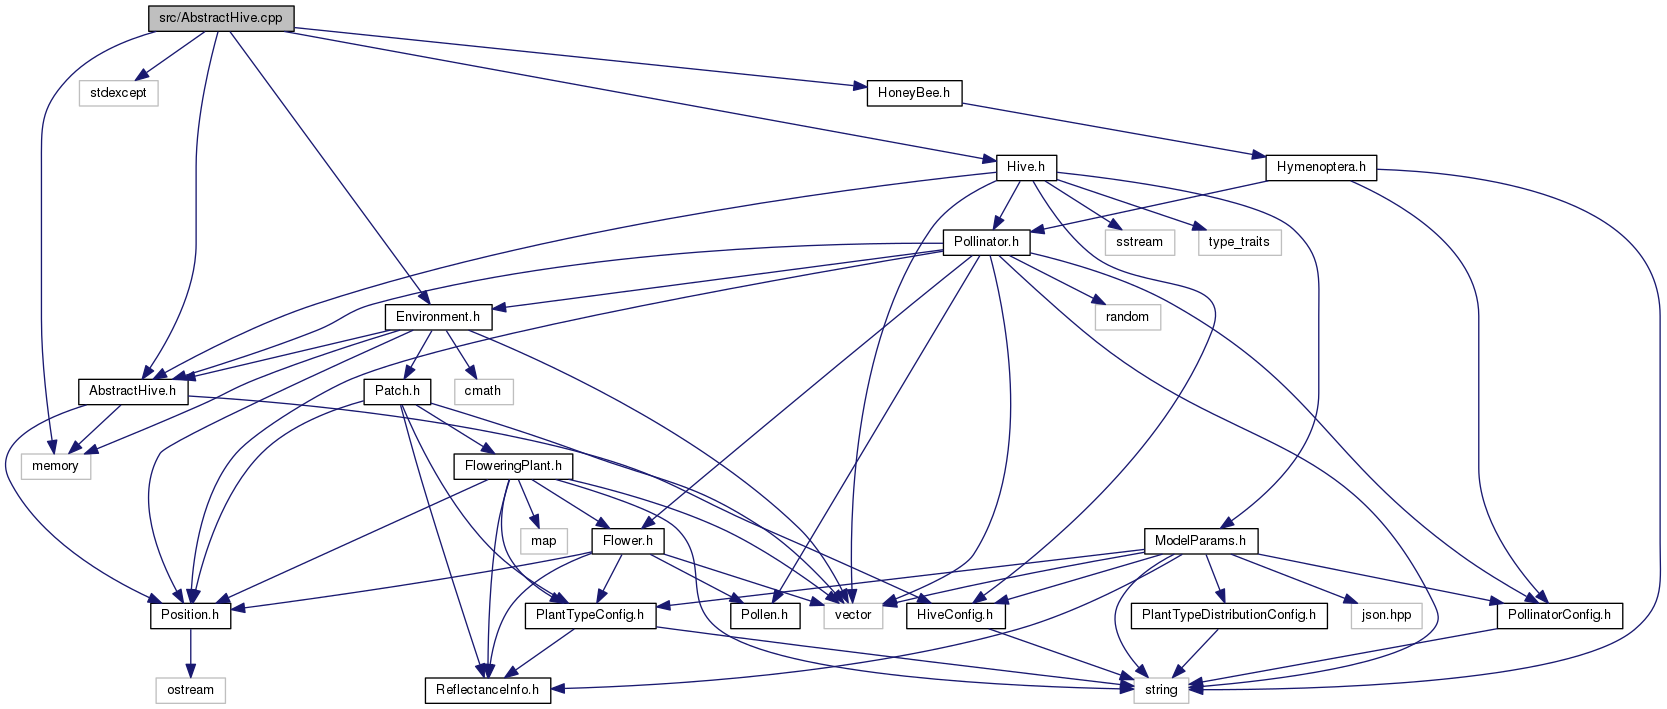 src/AbstractHive.cpp
stdexcept
HoneyBee.h
Hive.h
Hymenoptera.h
Pollinator.h
sstream
type_traits
Environment.h
random
AbstractHive.h
Patch.h
cmath
memory
FloweringPlant.h
map
Flower.h
ModelParams.h
Position.h
PlantTypeConfig.h
Pollen.h
vector
HiveConfig.h
PlantTypeDistributionConfig.h
json.hpp
PollinatorConfig.h
ostream
ReflectanceInfo.h
string